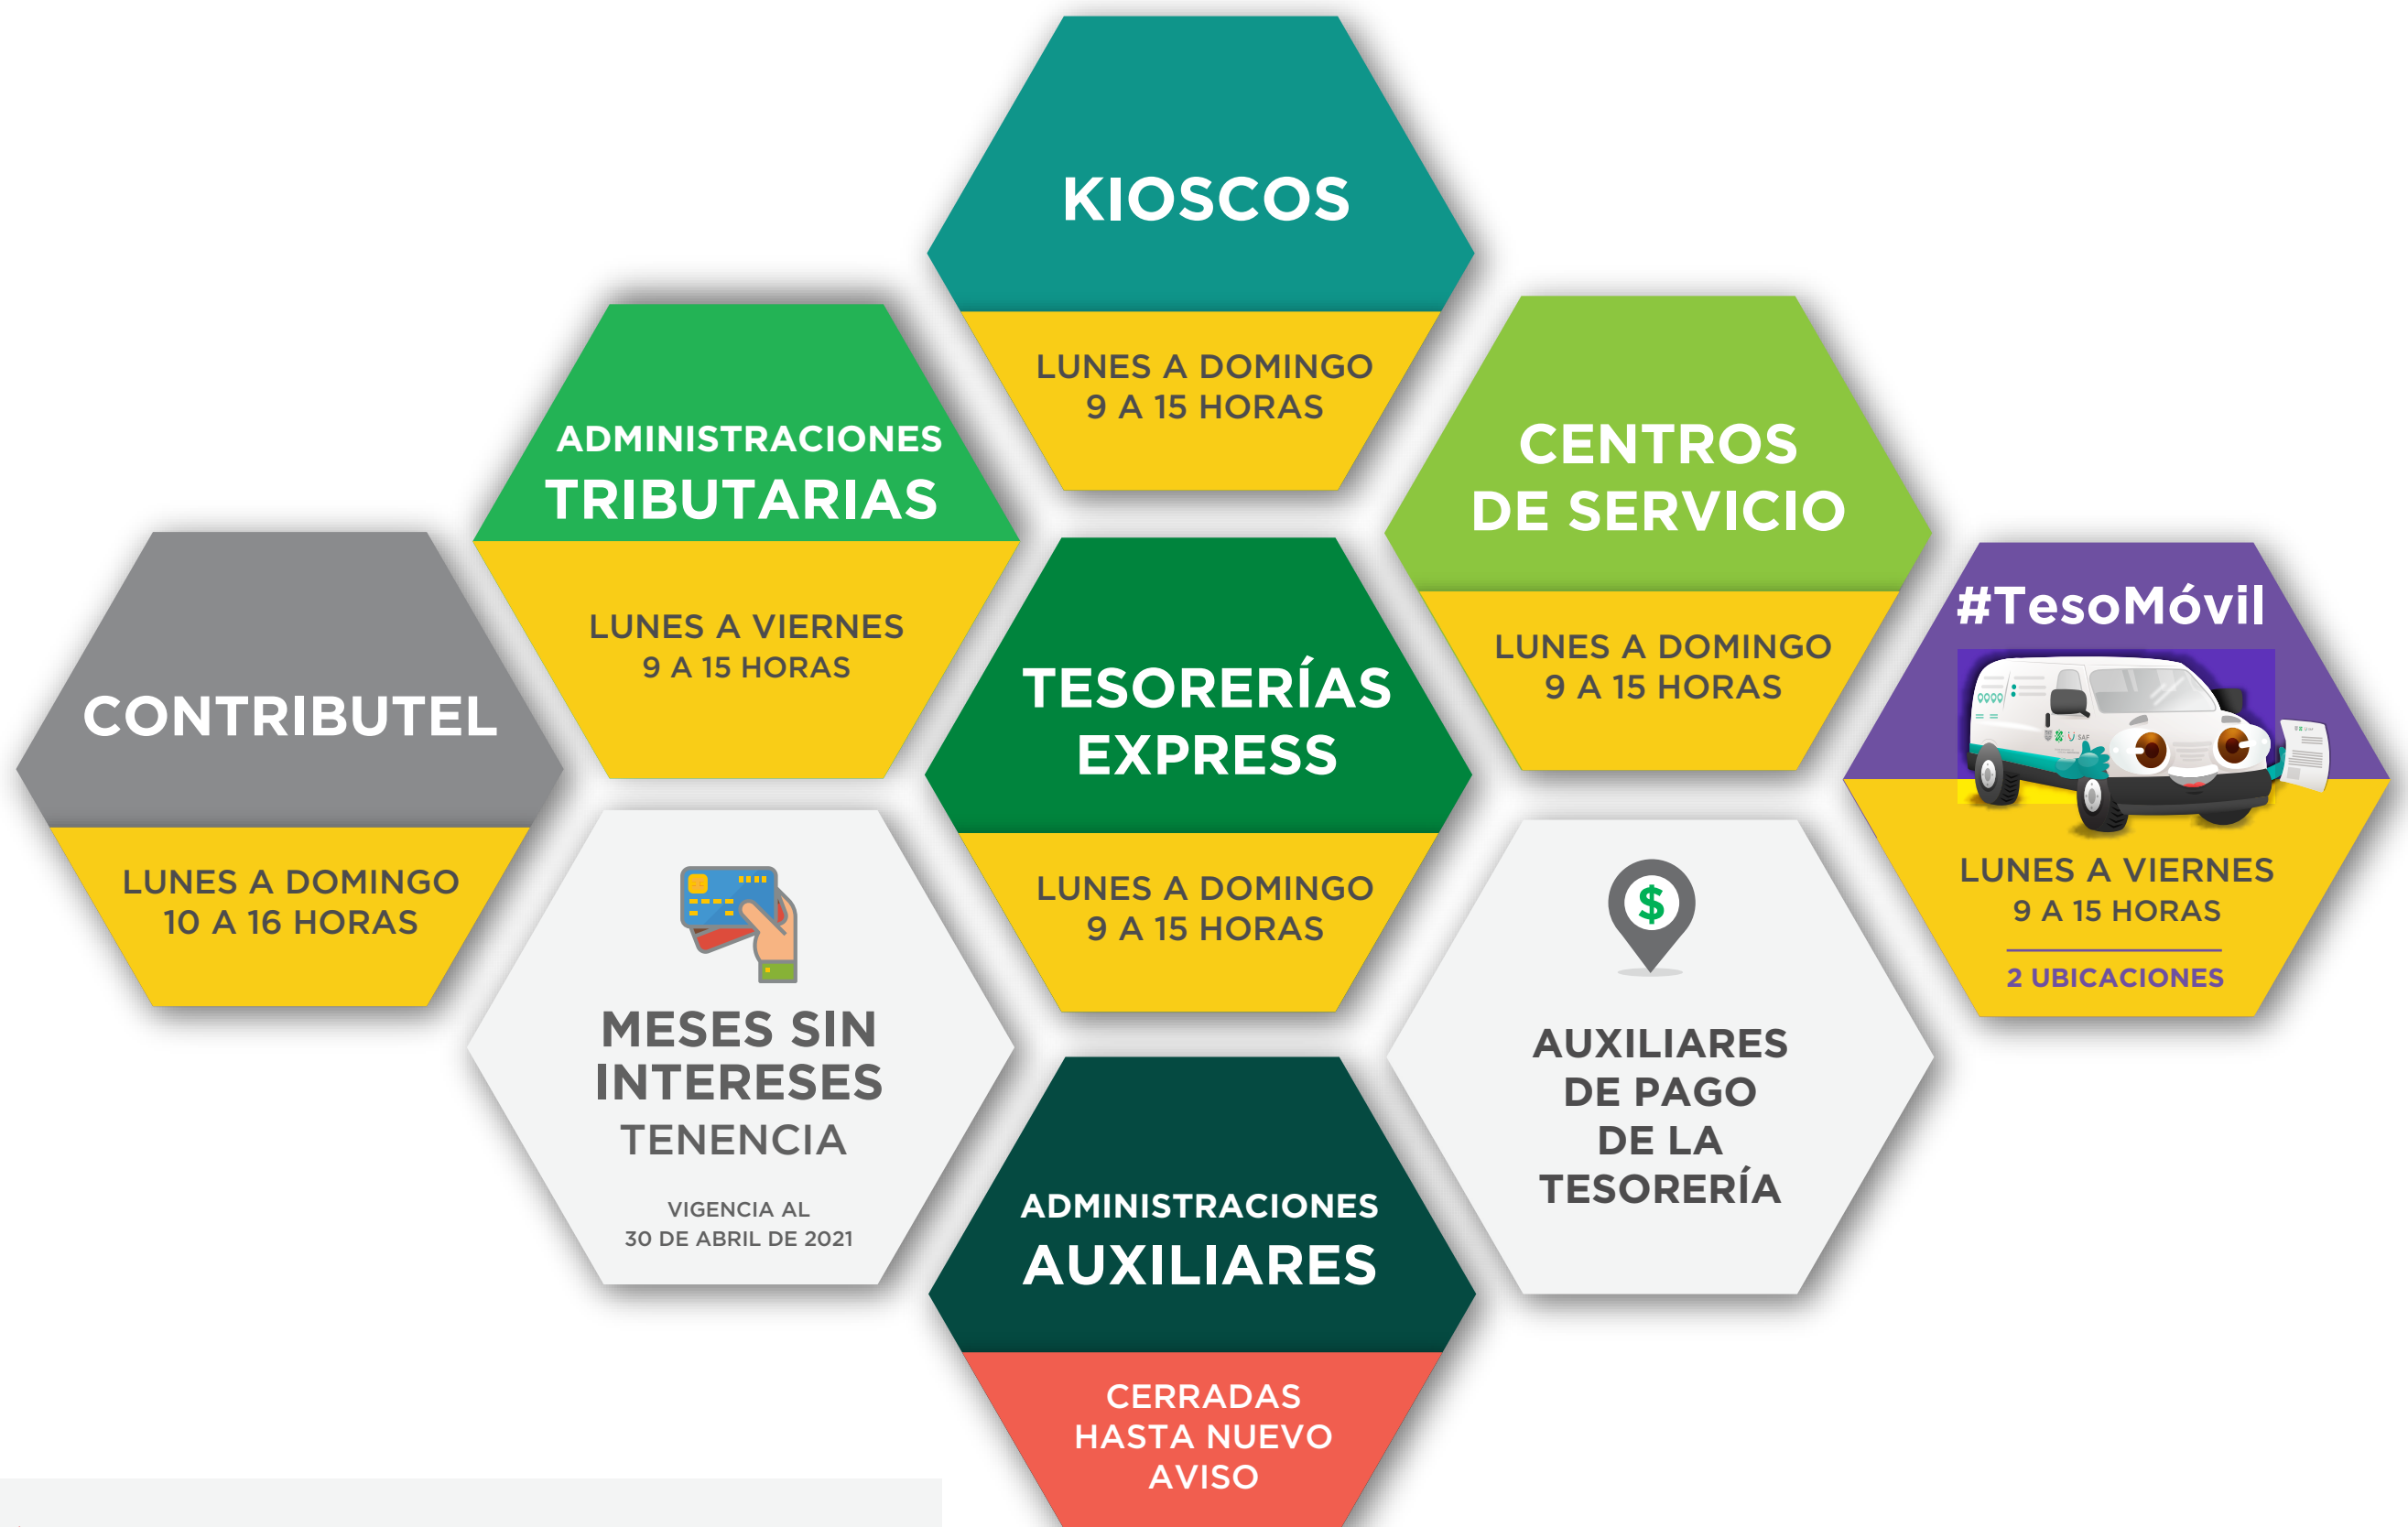 KIOSCOS
LUNES A DOMINGO
9 A 15 HORAS
ADMINISTRACIONES
TRIBUTARIAS
LUNES A VIERNES
9 A 15 HORAS
CENTROS
DE SERVICIO
LUNES A DOMINGO
9 A 15 HORAS
CONTRIBUTEL
LUNES A DOMINGO
10 A 16 HORAS
TESORERÍAS
EXPRESS
LUNES A DOMINGO
9 A 15 HORAS
#TesoMóvil
SAF
LUNES A VIERNES
9 A 15 HORAS
2 UBICACIONES
MESES SIN
INTERESES
TENENCIA
VIGENCIA AL
30 DE ABRIL DE 2021
$
AUXILIARES
DE PAGO
DE LA
TESORERÍA
ADMINISTRACIONES
AUXILIARES
CERRADAS
HASTA NUEVO
AVISO